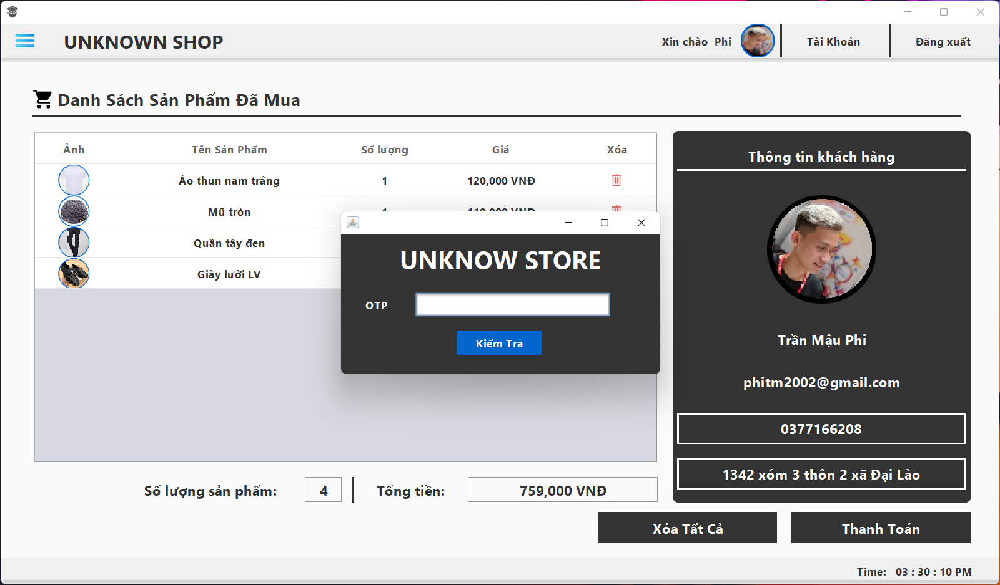 UNKNOWN SHOP
Xin chào Phi
Tài Khoản
Đăng xuất
Danh Sách Sản Phẩm Đã Mua
Ảnh Tên Sản Phẩm Số lượng Giá Xóa
Áo thun nam trắng 1 120,000 VNĐ
Mũ tròn 1 119,000 VNĐ
Quần tây đen
Giày lười LV
UNKNOW STORE
OTP
Kiểm Tra
Thông tin khách hàng
Trần Mậu Phi
phitm2002@gmail.com
0377166208
1342 xóm 3 thôn 2 xã Đại Lào
Số lượng sản phẩm: 4
Tổng tiền: 759,000 VNĐ
Xóa Tất Cả
Thanh Toán
Time: 03 : 30 : 10 PM